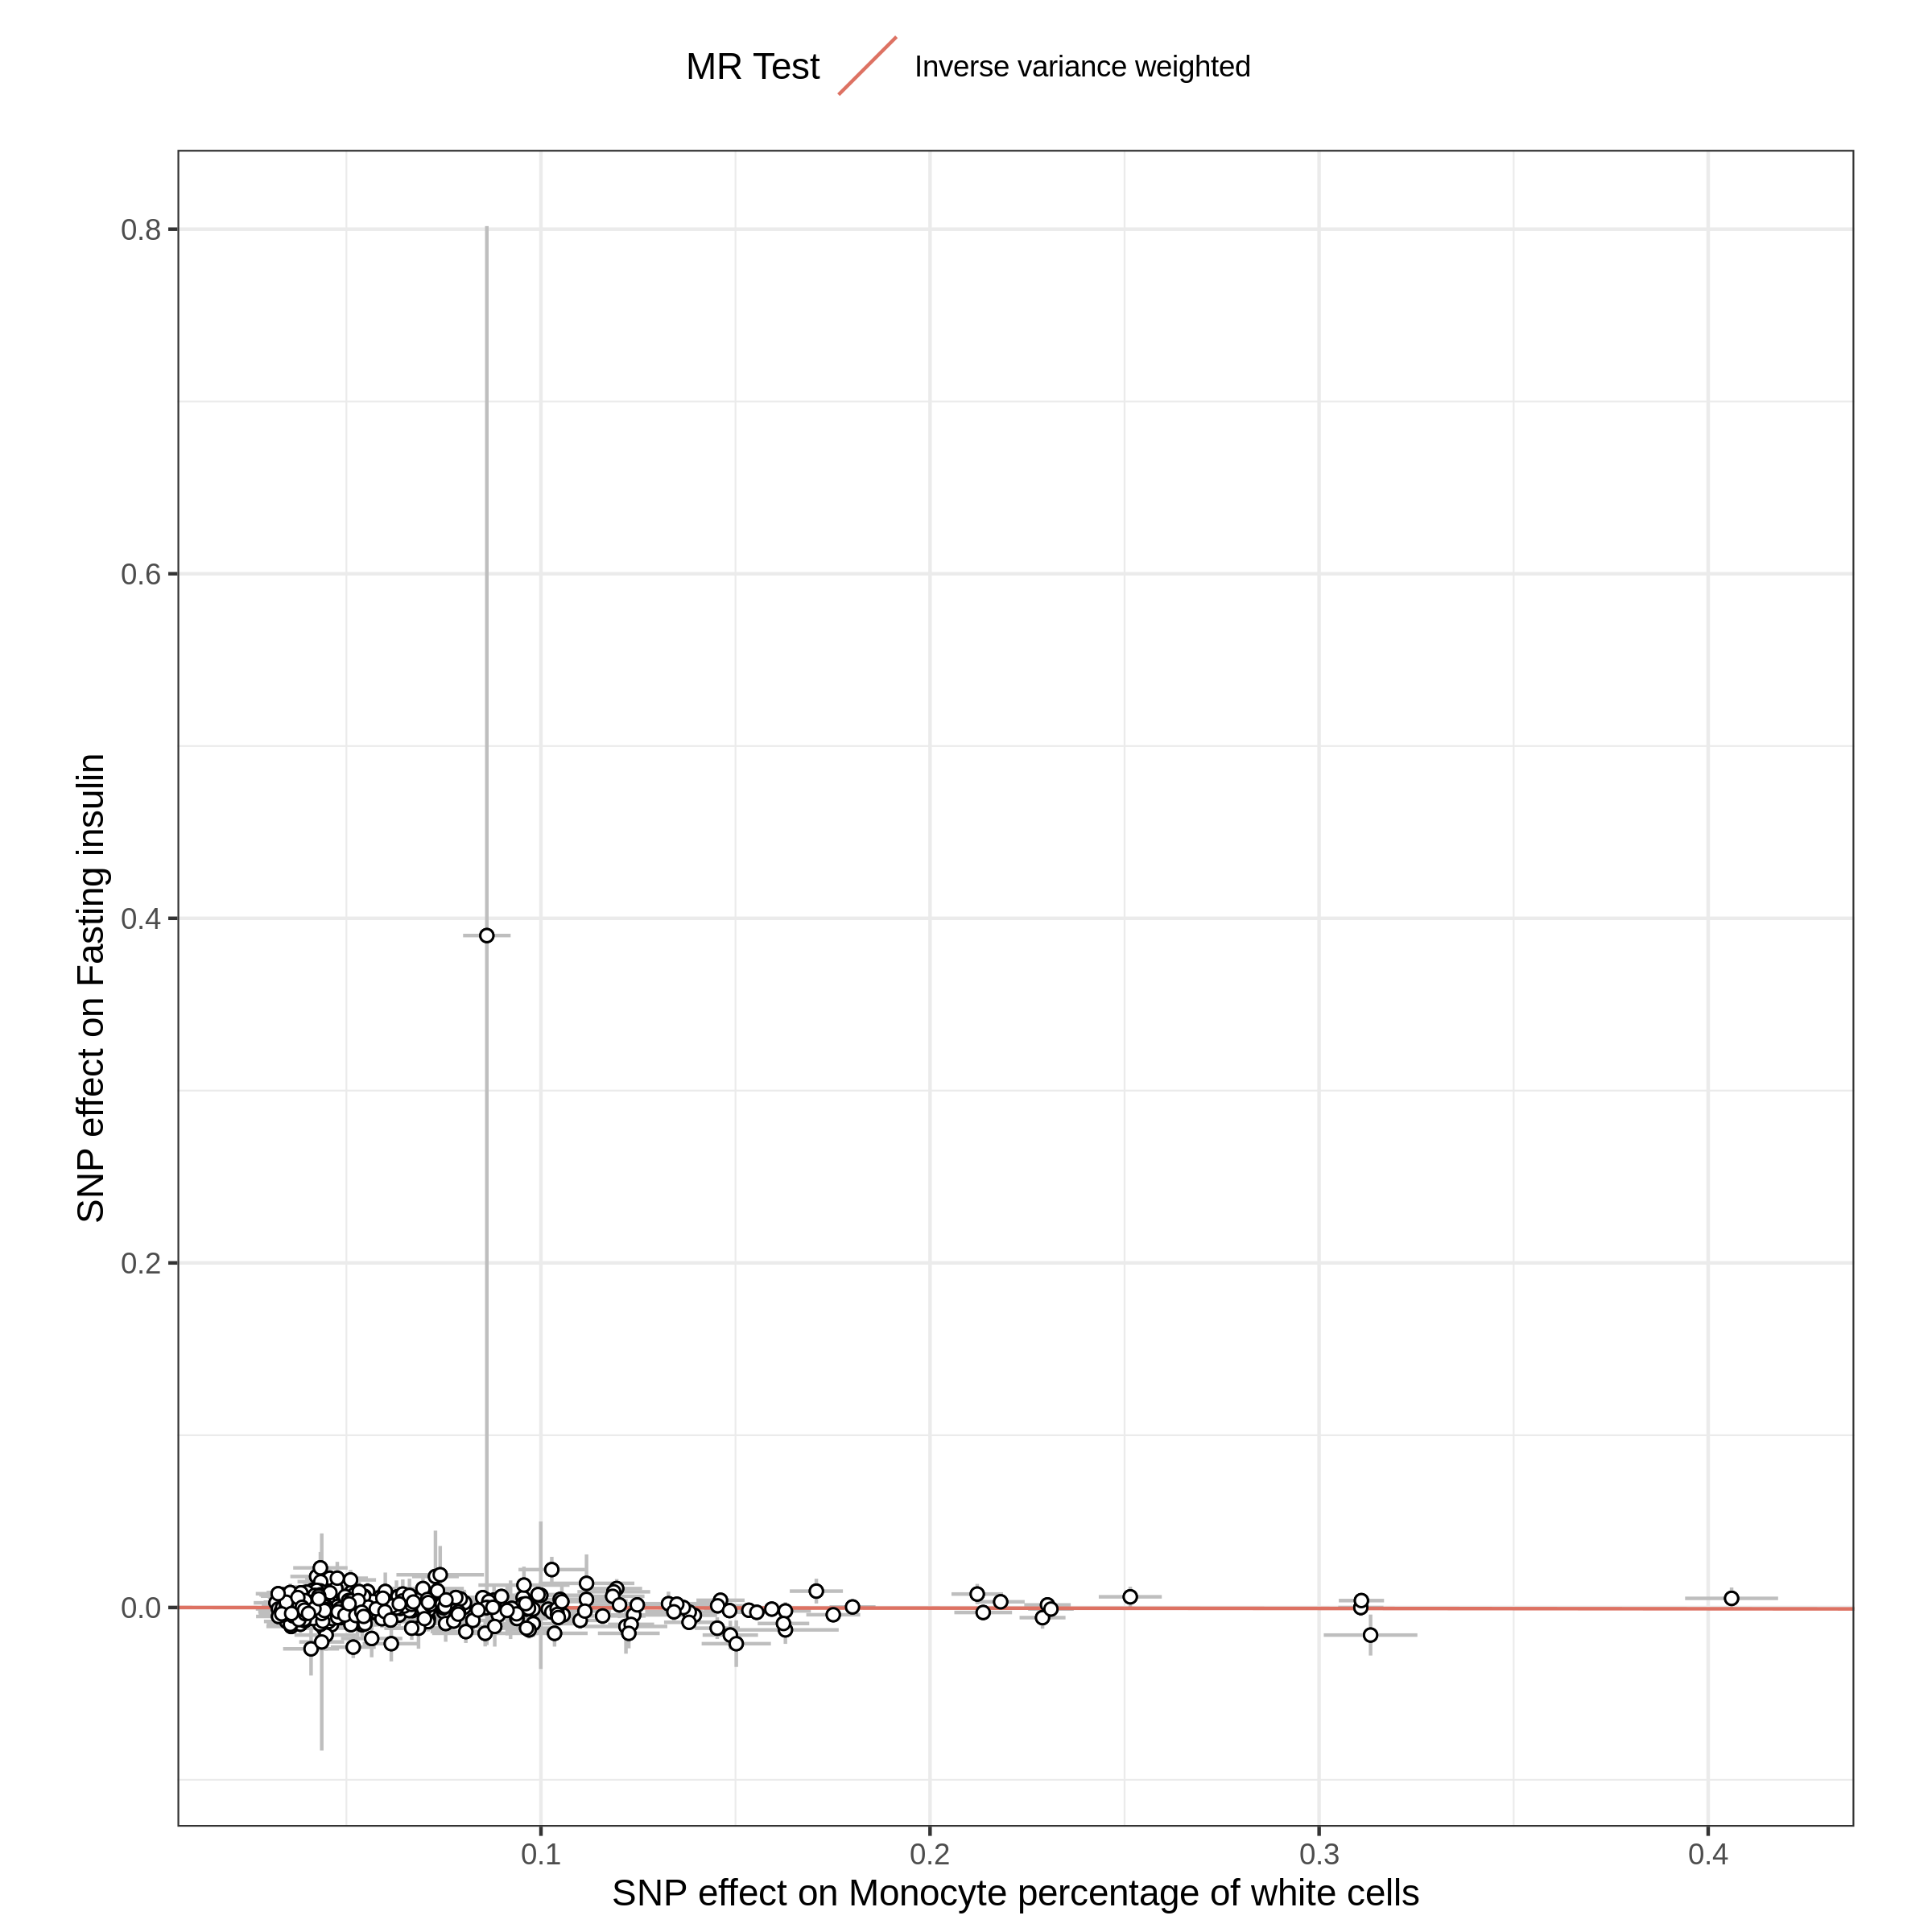 MR Test
Inverse variance weighted
0.8
0.6
0.4
0.2
0.0
SNP effect on Fasting insulin
0.1
0.2
0.3
0.4
SNP effect on Monocyte percentage of white cells